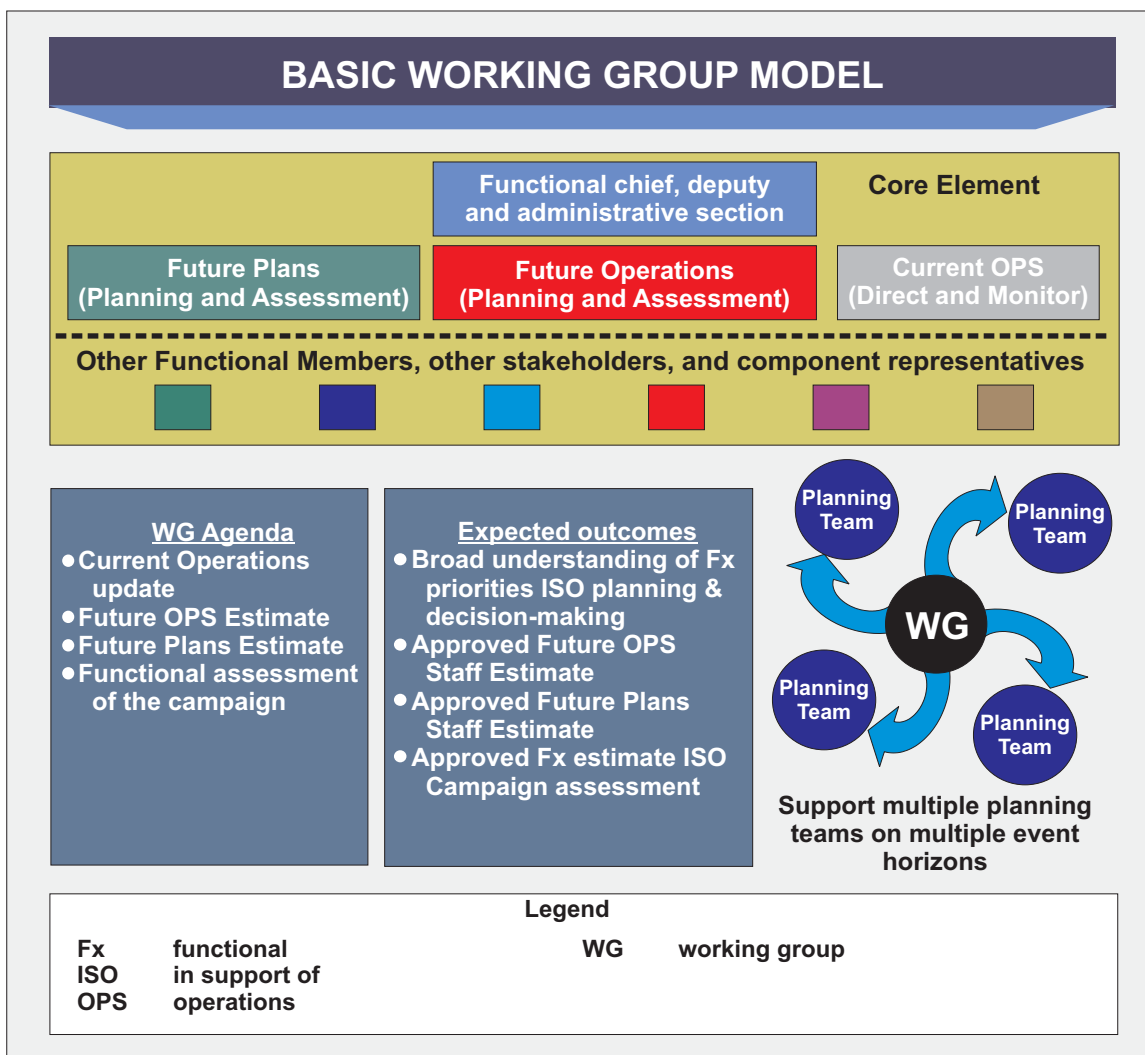 BASIC WORKING GROUP MODEL
Functional chief, deputy
and administrative section
Core Element
Future Plans
(Planning and Assessment)
Future Operations
(Planning and Assessment)
Current OPS
(Direct and Monitor)
Other Functional Members, other stakeholders, and component representatives
WG Agenda
●Current Operations
update
●Future OPS Estimate
●Future Plans Estimate
●Functional assessment
of the campaign
Expected outcomes
●Broad understanding of Fx
priorities ISO planning &
decision-making
●Approved Future OPS
Staff Estimate
●Approved Future Plans
Staff Estimate
●Approved Fx estimate ISO
Campaign assessment
Planning
Team
Planning
Team
WG
Planning
Team
Planning
Team
Support multiple planning
teams on multiple event
horizons
Legend
Fx functional
ISO in support of
OPS operations
WG working group